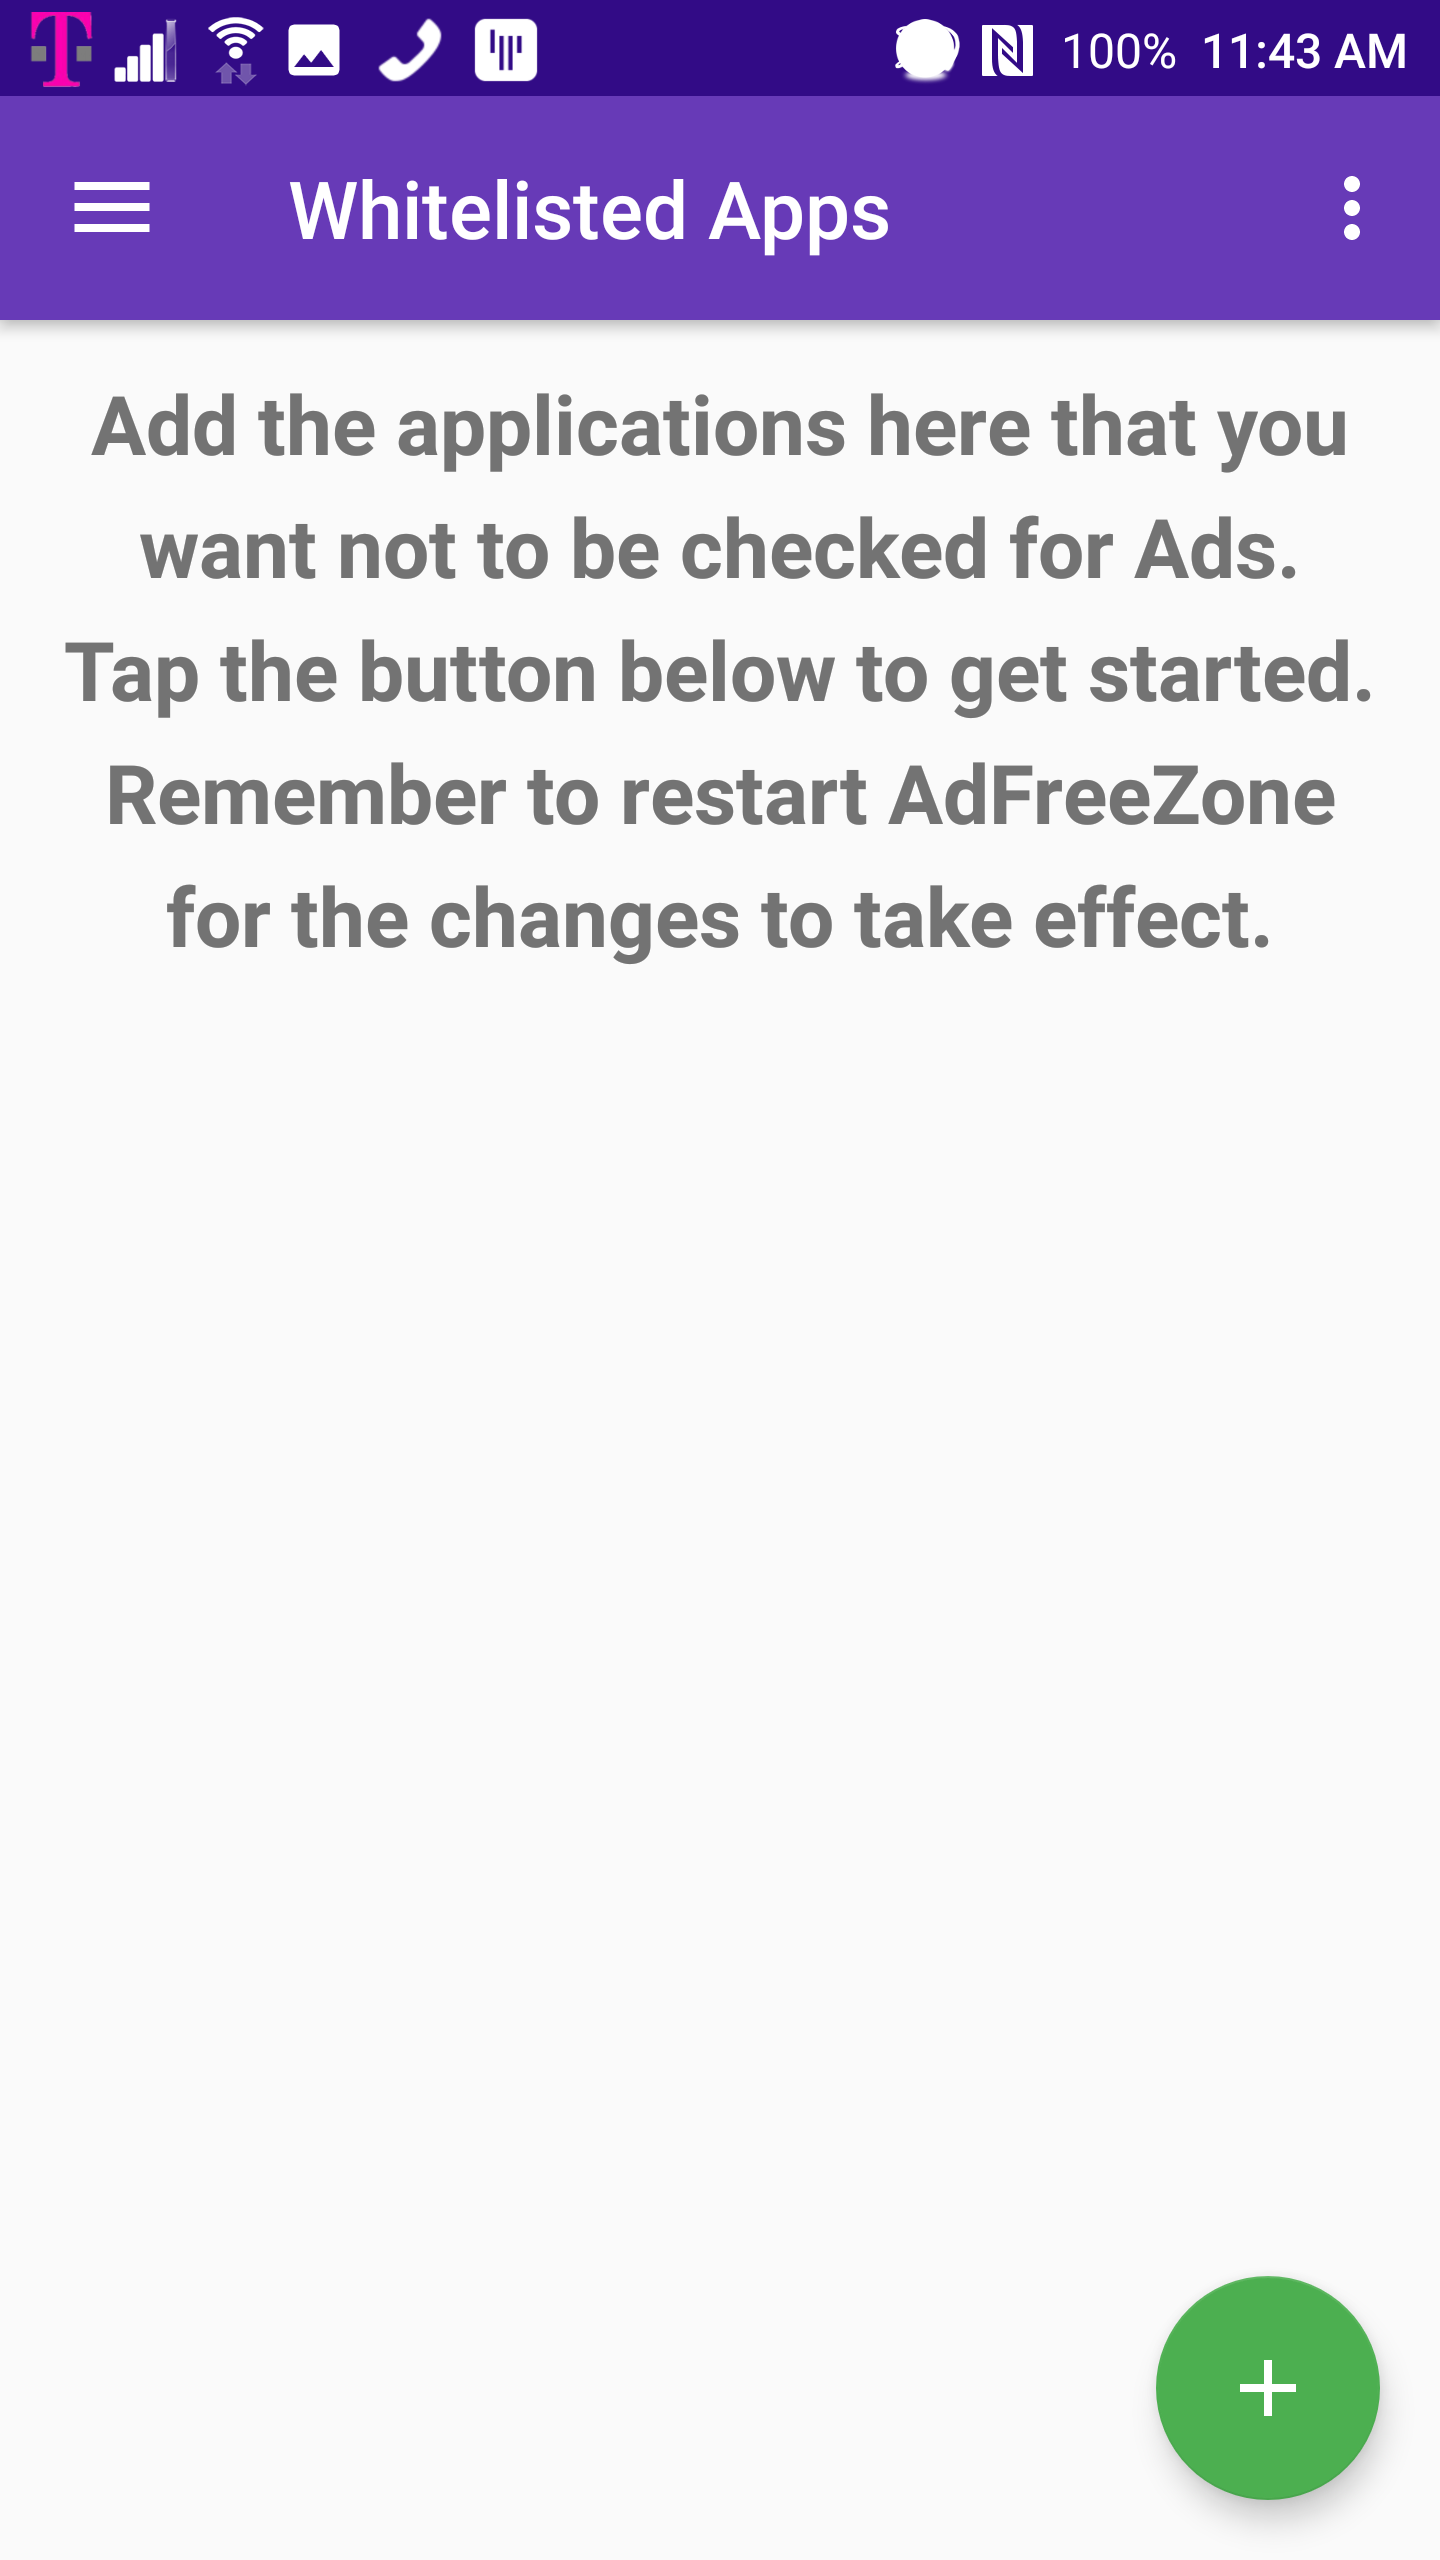 T 100% 11:43 AM
Whitelisted Apps
Add the applications here that you
want not to be checked for Ads.
Tap the button below to get started.
Remember to restart AdFreeZone
for the changes to take effect.